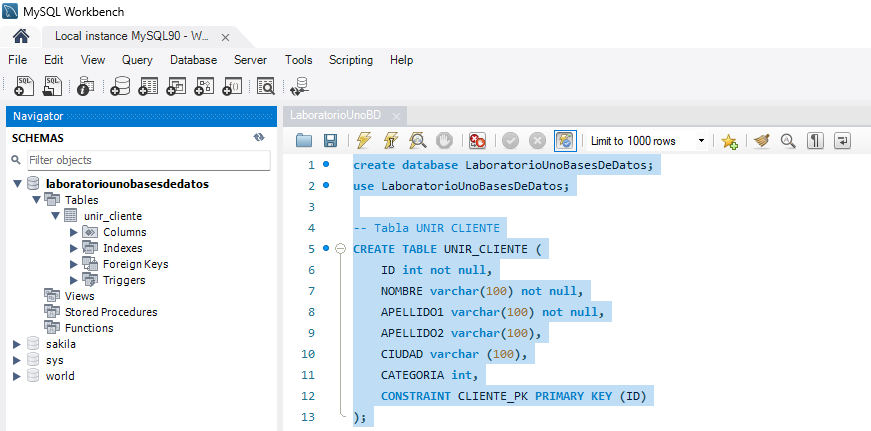 MySQL Workbench
Local instance MySQL90 - W... ×
File Edit View Query Database Server Tools Scripting Help
Navigator
SCHEMAS
Filter objects
laboratoriounobasesdedatos
Tables
unir_cliente
Columns
Indexes
Foreign Keys
Triggers
Views
Stored Procedures
Functions
sakila
sys
world
LaboratorioUnoBD ×
Limit to 1000 rows
1 create database LaboratorioUnoBasesDeDatos;
2 use LaboratorioUnoBasesDeDatos;
3
4 -- Tabla UNIR CLIENTE
5 CREATE TABLE UNIR_CLIENTE (
6 ID int not null,
7 NOMBRE varchar(100) not null,
8 APELLIDO1 varchar(100) not null,
9 APELLIDO2 varchar(100),
10 CIUDAD varchar (100),
11 CATEGORIA int,
12 CONSTRAINT CLIENTE_PK PRIMARY KEY (ID)
13 );